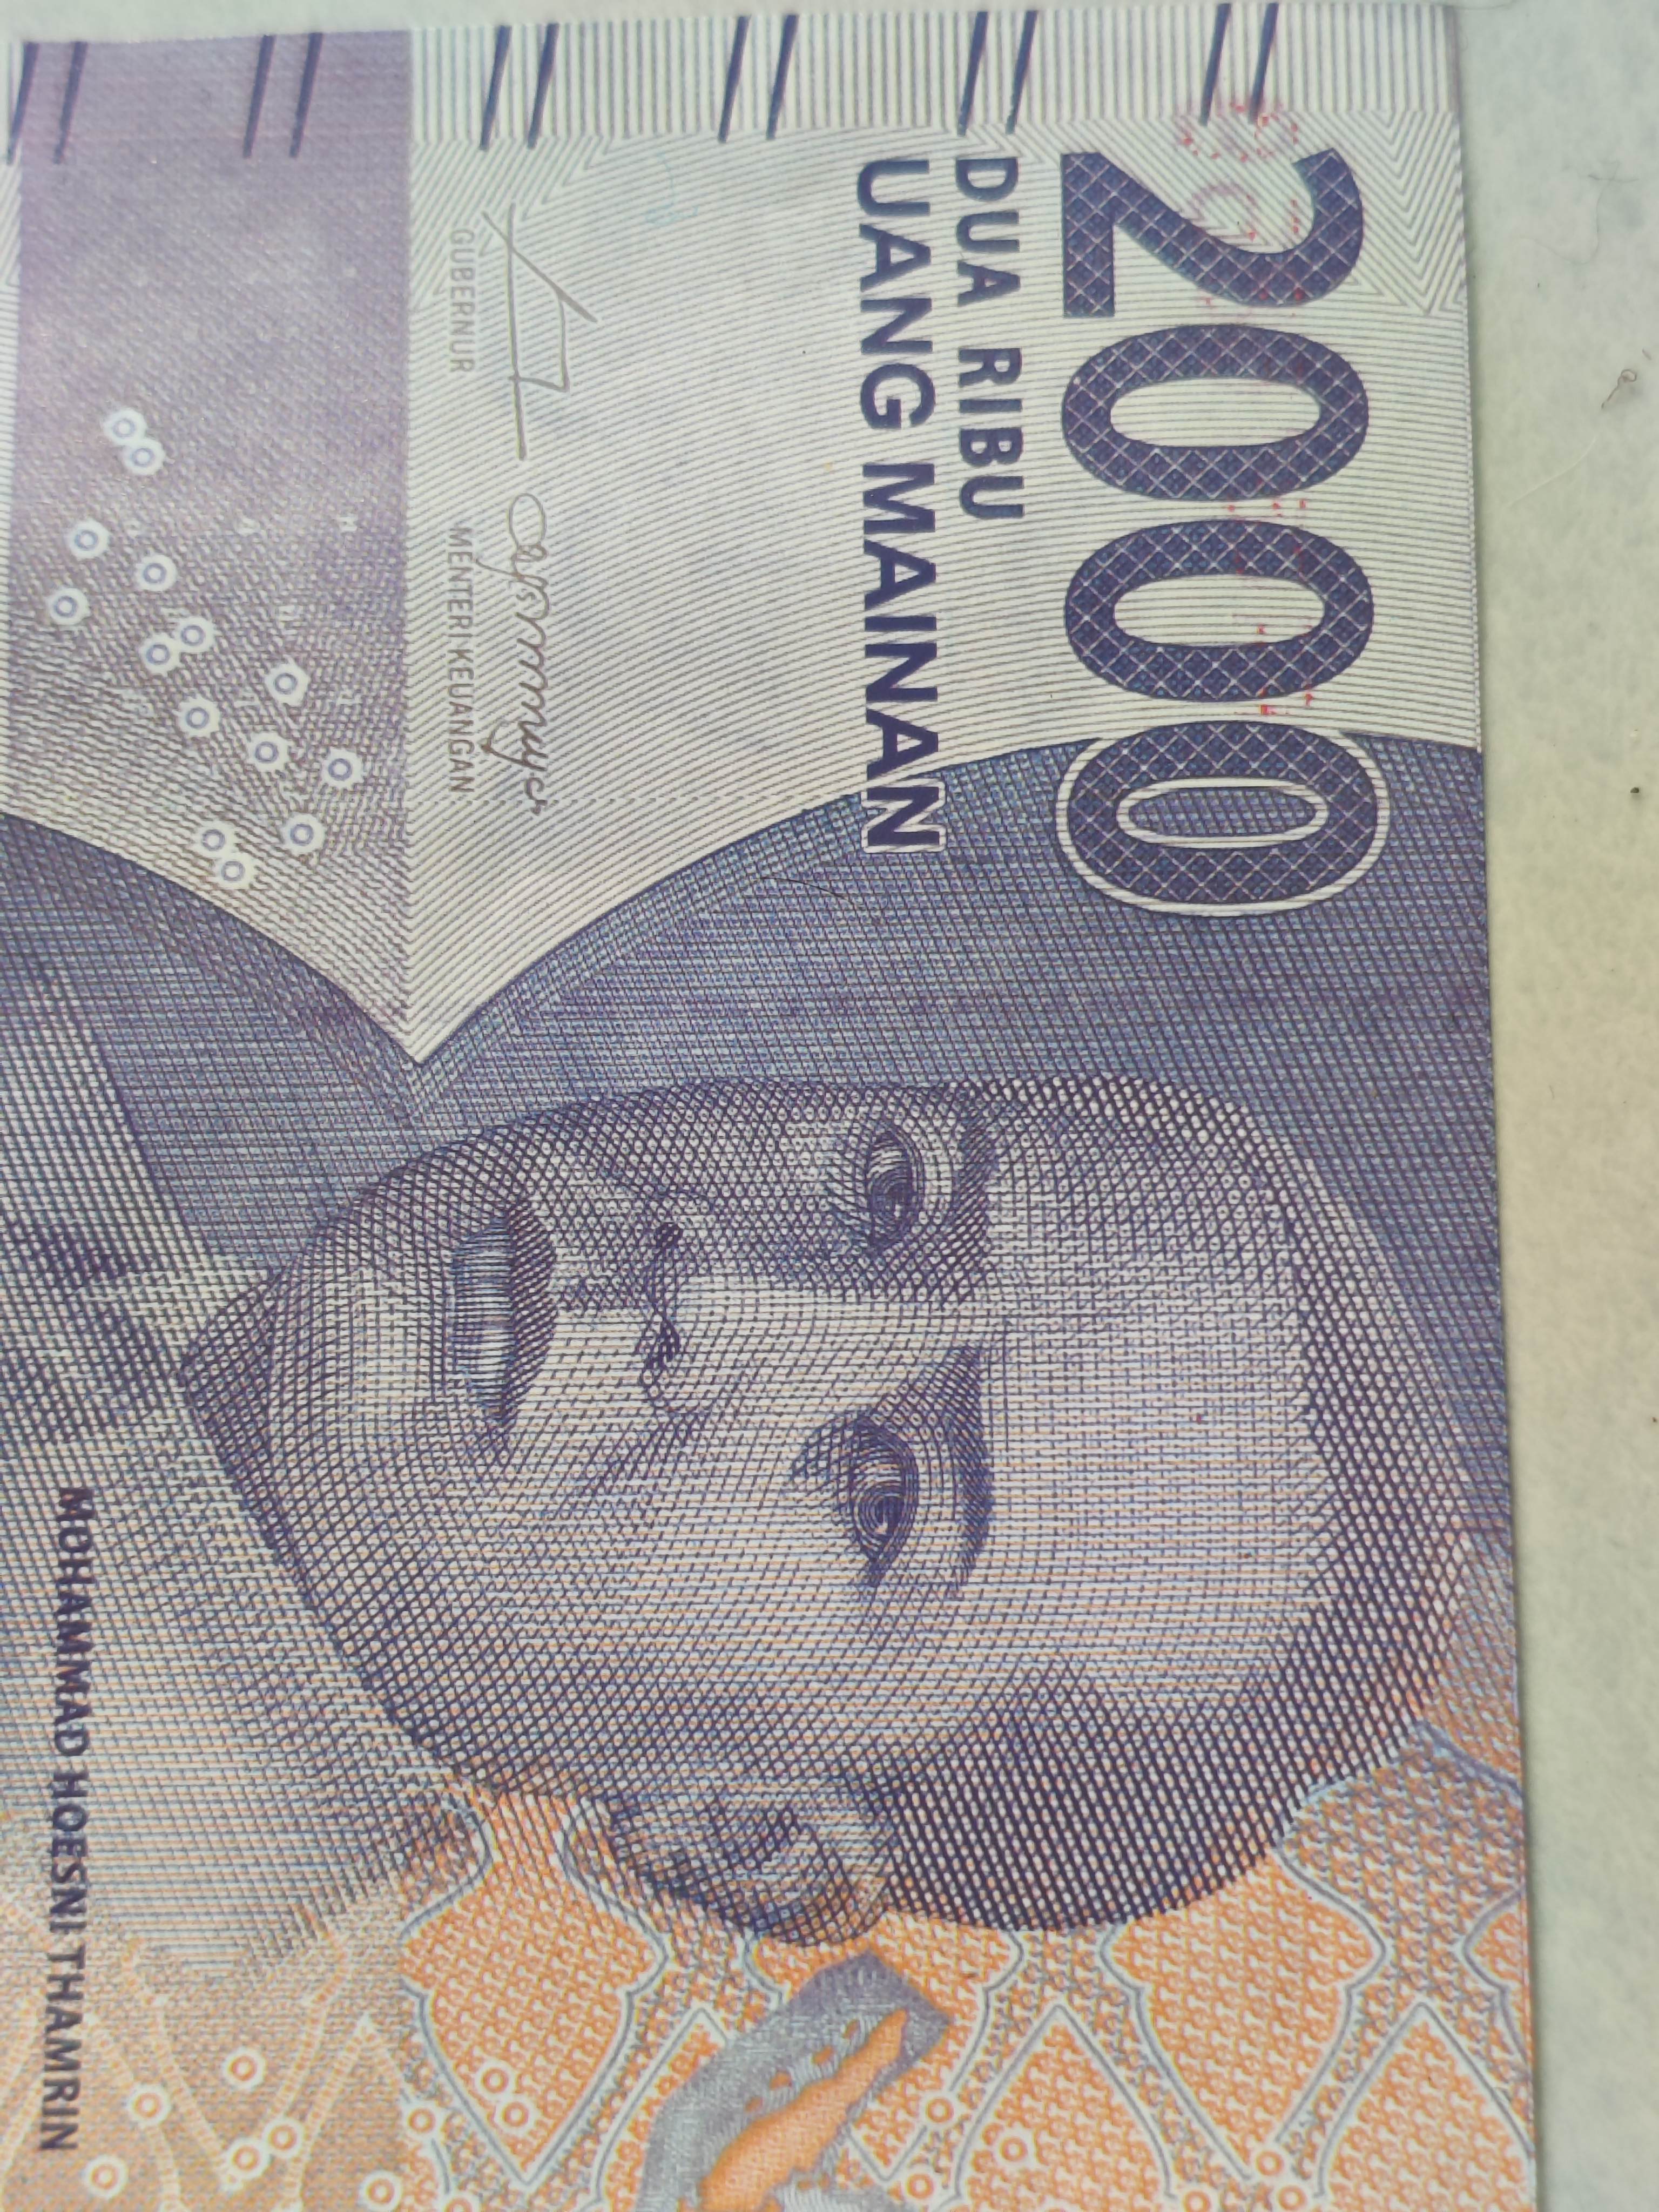 2000
DUA RIBU
UANG MAINAN
GUBERNUR
MENTERI KEUANGAN
MOHAMMAD HOESNI THAMRIN